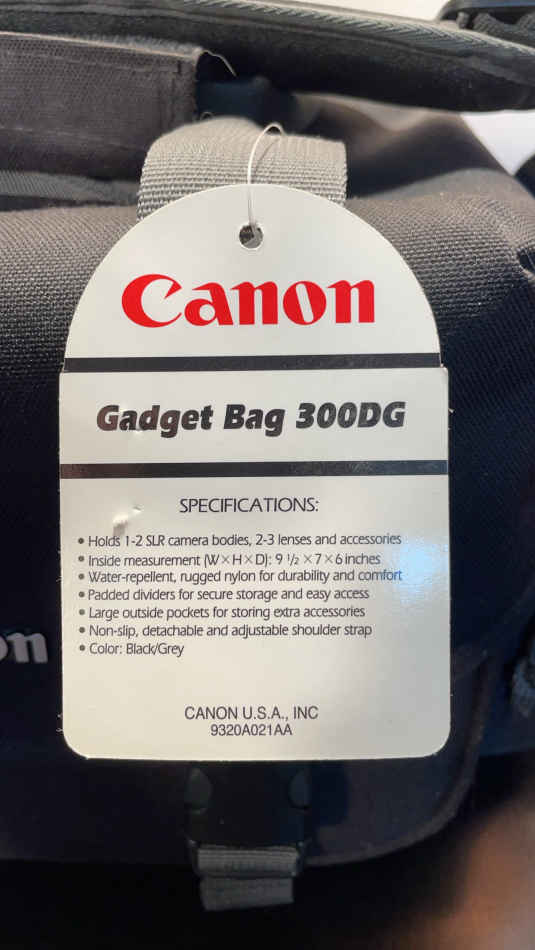 Canon
Gadget Bag 300DG
SPECIFICATIONS:
• Holds 1-2 SLR camera bodies, 2-3 lenses and accessories
• Inside measurement (W×H×D): 9 1/2 ×7×6 inches
• Water-repellent, rugged nylon for durability and comfort
• Padded dividers for secure storage and easy access
• Large outside pockets for storing extra accessories
• Non-slip, detachable and adjustable shoulder strap
• Color: Black/Grey
on
CANON U.S.A., INC
9320A021AA